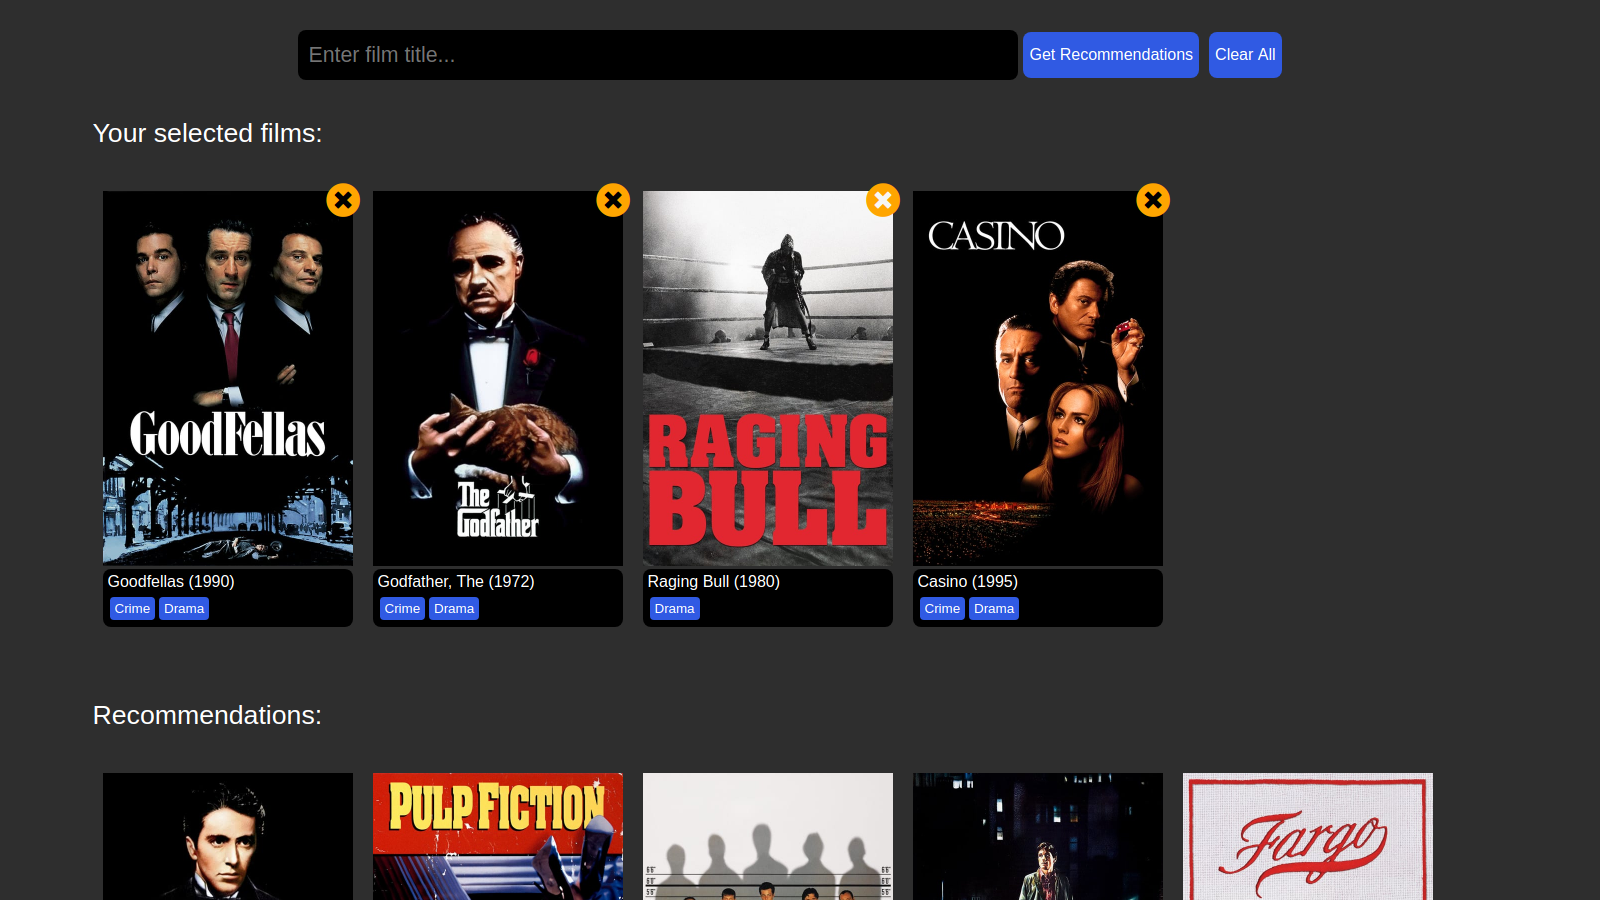 Enter film title...
Get Recommendations
Clear All
Your selected films:
GOODFELLAS
The
Godfather
RAGING
BULL
CASINO
Goodfellas (1990)
Crime
Drama
Godfather, The (1972)
Crime
Drama
Raging Bull (1980)
Drama
Casino (1995)
Crime
Drama
Recommendations:
PULP FICTION
Fargo